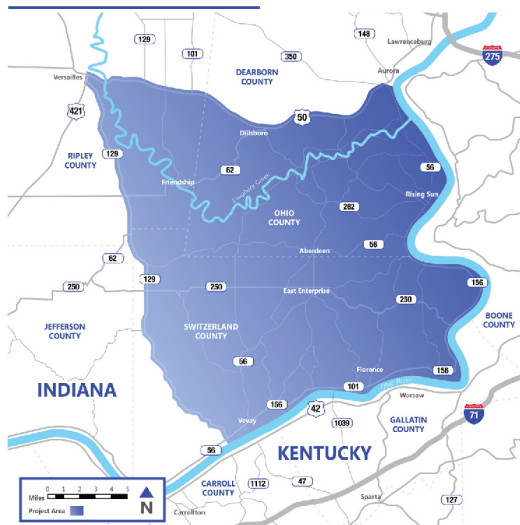 129
148
101
350
Lawrenceburg
275
Versailles
DEARBORN
COUNTY
Aurora
421
50
Dillsboro
129
RIPLEY
COUNTY
62
56
Friendship
Laughery Creek
Rising Sun
262
OHIO
COUNTY
56
Aberdeen
62
129
250
250
East Enterprise
156
250
BOONE
COUNTY
JEFFERSON
COUNTY
SWITZERLAND
COUNTY
56
Florence
156
INDIANA
101
Ohio River
Warsaw
156
42
71
Vevay
1039
GALLATIN
COUNTY
56
KENTUCKY
CARROLL
COUNTY
47
1112
0 1 2 3 4 5
Miles
N
Project Area
Sparta
127
Carrollton